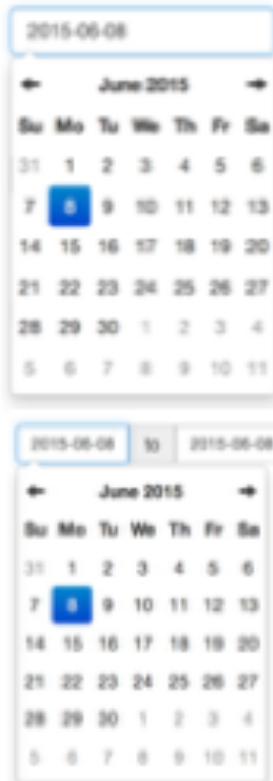 2015-06-08
← June 2015 →
Su Mo Tu We Th Fr Sa
31 1 2 3 4 5 6
7 8 9 10 11 12 13
14 15 16 17 18 19 20
21 22 23 24 25 26 27
28 29 30 1 2 3 4
5 6 7 8 9 10 11
2015-06-08 to 2015-06-08
← June 2015 →
Su Mo Tu We Th Fr Sa
31 1 2 3 4 5 6
7 8 9 10 11 12 13
14 15 16 17 18 19 20
21 22 23 24 25 26 27
28 29 30 1 2 3 4
5 6 7 8 9 10 11